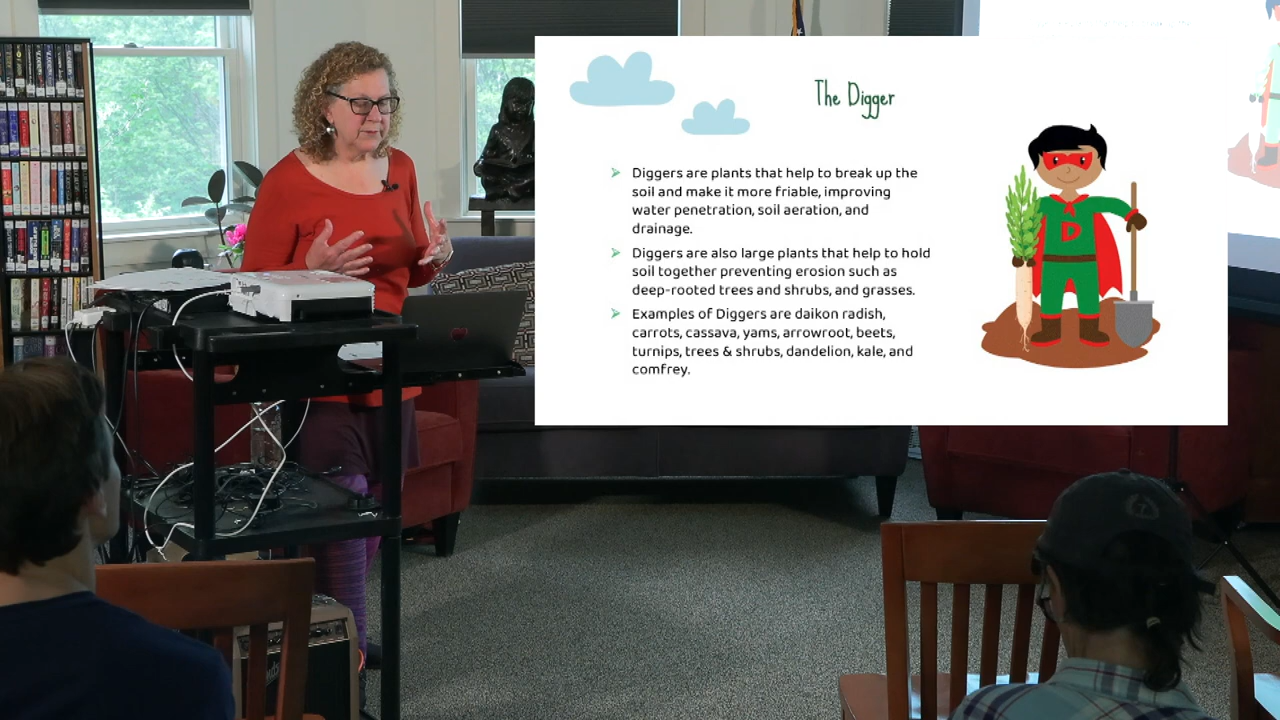 The Digger
➢ Diggers are plants that help to break up the
soil and make it more friable, improving
water penetration, soil aeration, and
drainage.
➢ Diggers are also large plants that help to hold
soil together preventing erosion such as
deep-rooted trees and shrubs, and grasses.
➢ Examples of Diggers are daikon radish,
carrots, cassava, yams, arrowroot, beets,
turnips, trees & shrubs, dandelion, kale, and
comfrey.
D